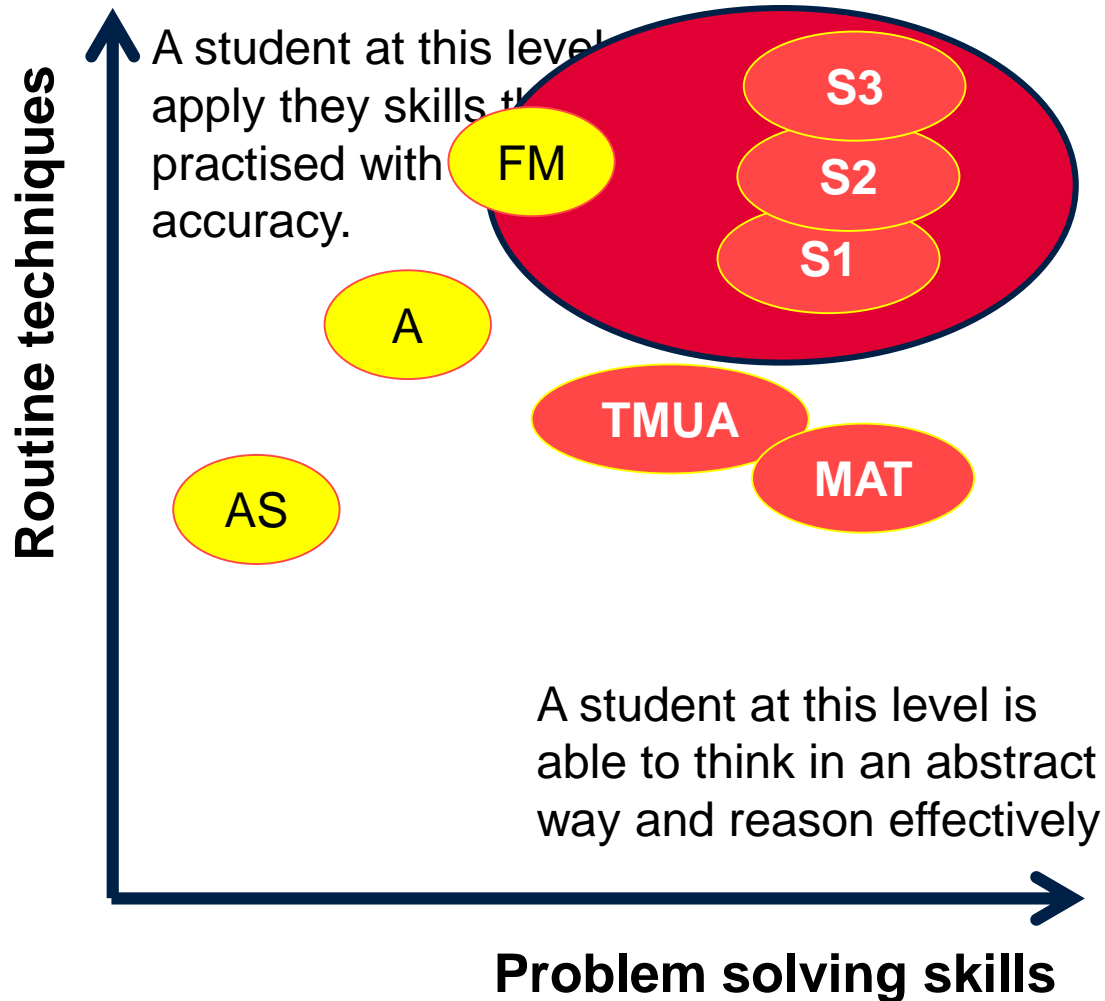 Routine techniques
A student at this level
apply they skills
practised with
accuracy.
FM
S3
S2
S1
A
TMUA
MAT
AS
A student at this level is
able to think in an abstract
way and reason effectively
Problem solving skills